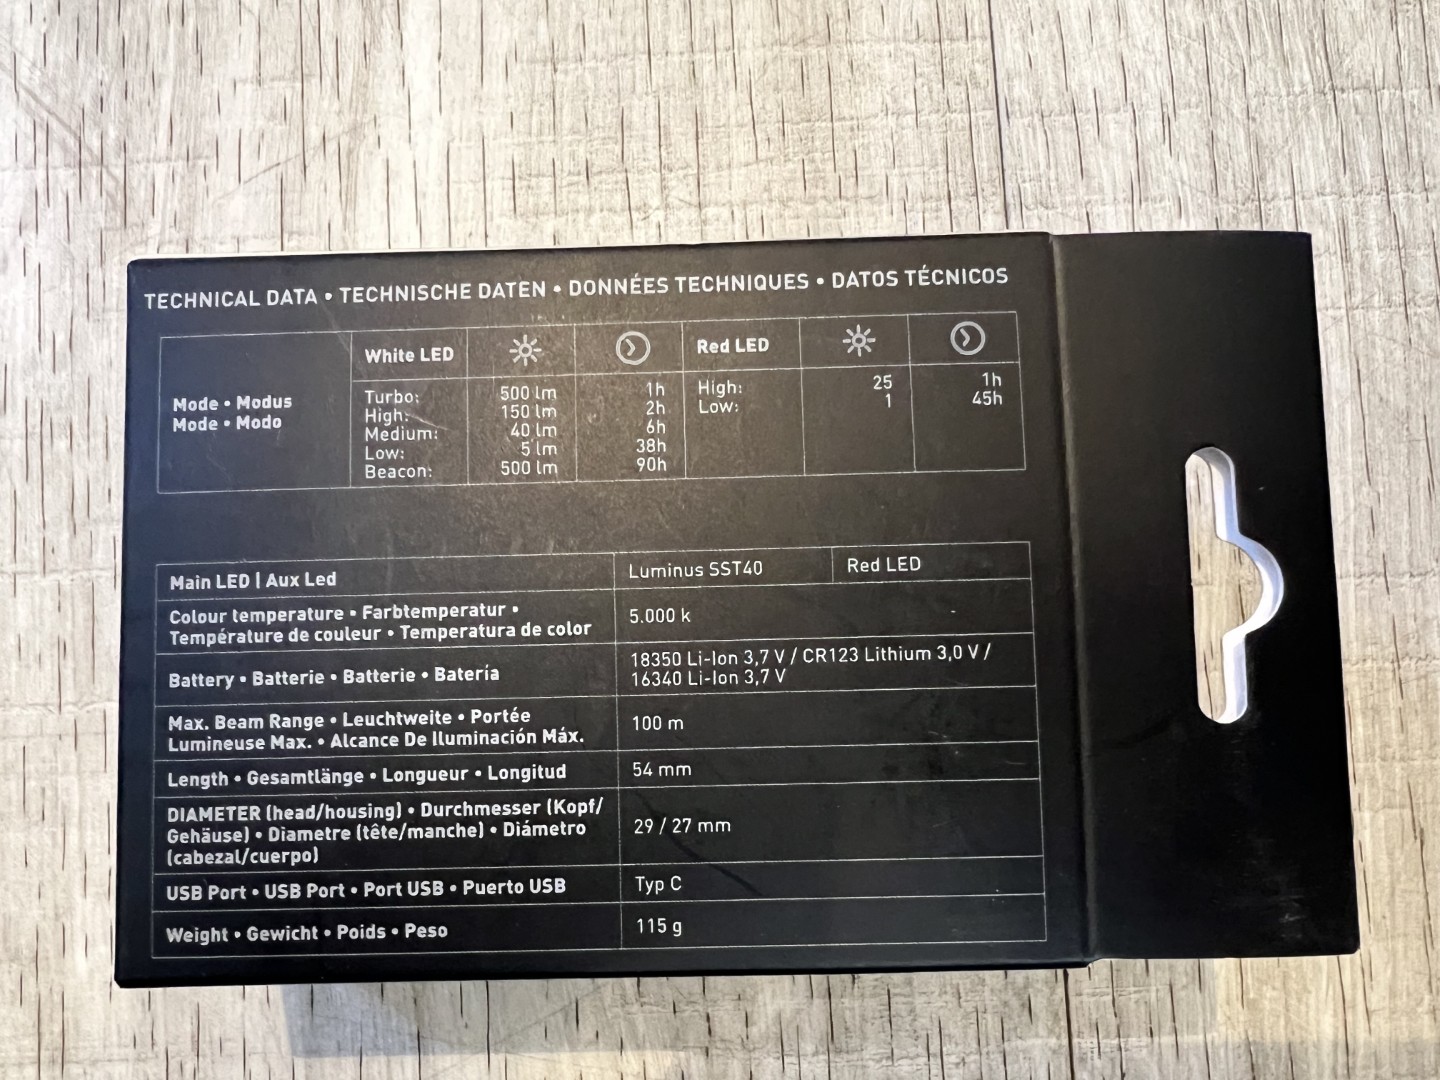 TECHNICAL DATA • TECHNISCHE DATEN • DONNÉES TECHNIQUES • DATOS TÉCNICOS
Mode • Modus
Mode • Modo
White LED
Turbo: 500 lm 1h
High: 150 lm 2h
Medium: 40 lm 6h
Low: 5 lm 38h
Beacon: 500 lm 90h
Red LED
High: 25 1h
Low: 1 45h
Main LED | Aux Led Luminus SST40 Red LED
Colour temperature • Farbtemperatur •
Température de couleur • Temperatura de color
5.000 k -
Battery • Batterie • Batterie • Batería
18350 Li-Ion 3,7 V / CR123 Lithium 3,0 V /
16340 Li-Ion 3,7 V
Max. Beam Range • Leuchtweite • Portée
Lumineuse Max. • Alcance De Iluminación Máx.
100 m
Length • Gesamtlänge • Longueur • Longitud 54 mm
DIAMETER (head/housing) • Durchmesser (Kopf/
Gehäuse) • Diametre (tête/manche) • Diámetro
(cabezal/cuerpo)
29 / 27 mm
USB Port • USB Port • Port USB • Puerto USB Typ C
Weight • Gewicht • Poids • Peso 115 g